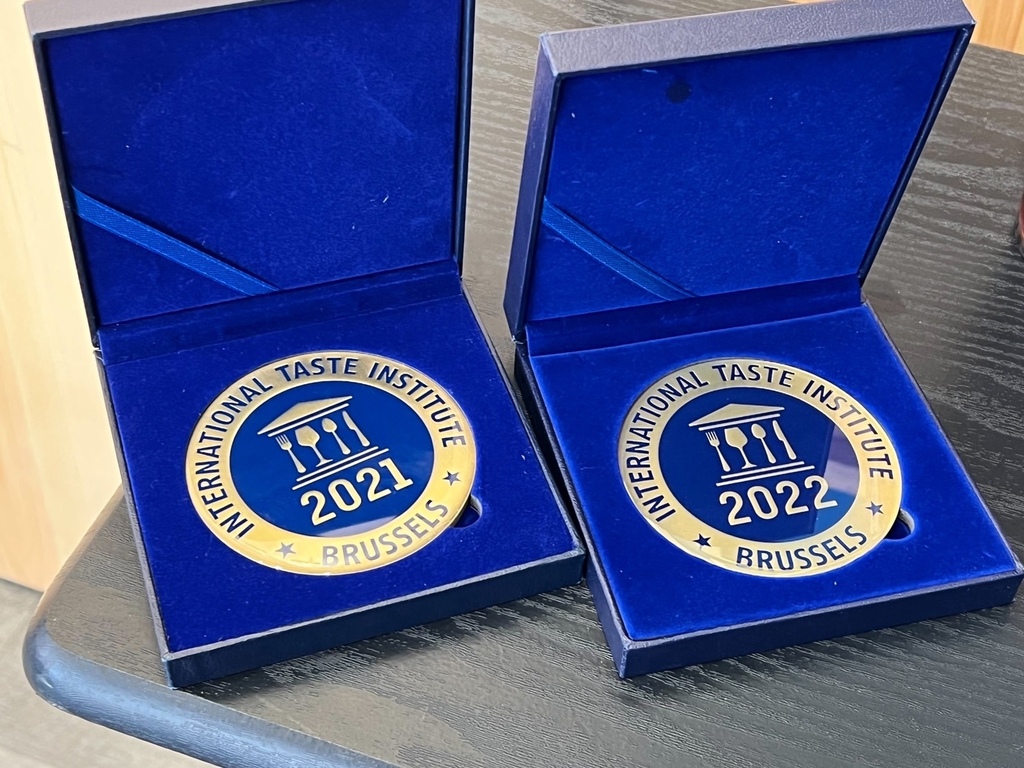 INTERNATIONAL TASTE INSTITUTE
2021
BRUSSELS
INTERNATIONAL TASTE INSTITUTE
2022
BRUSSELS